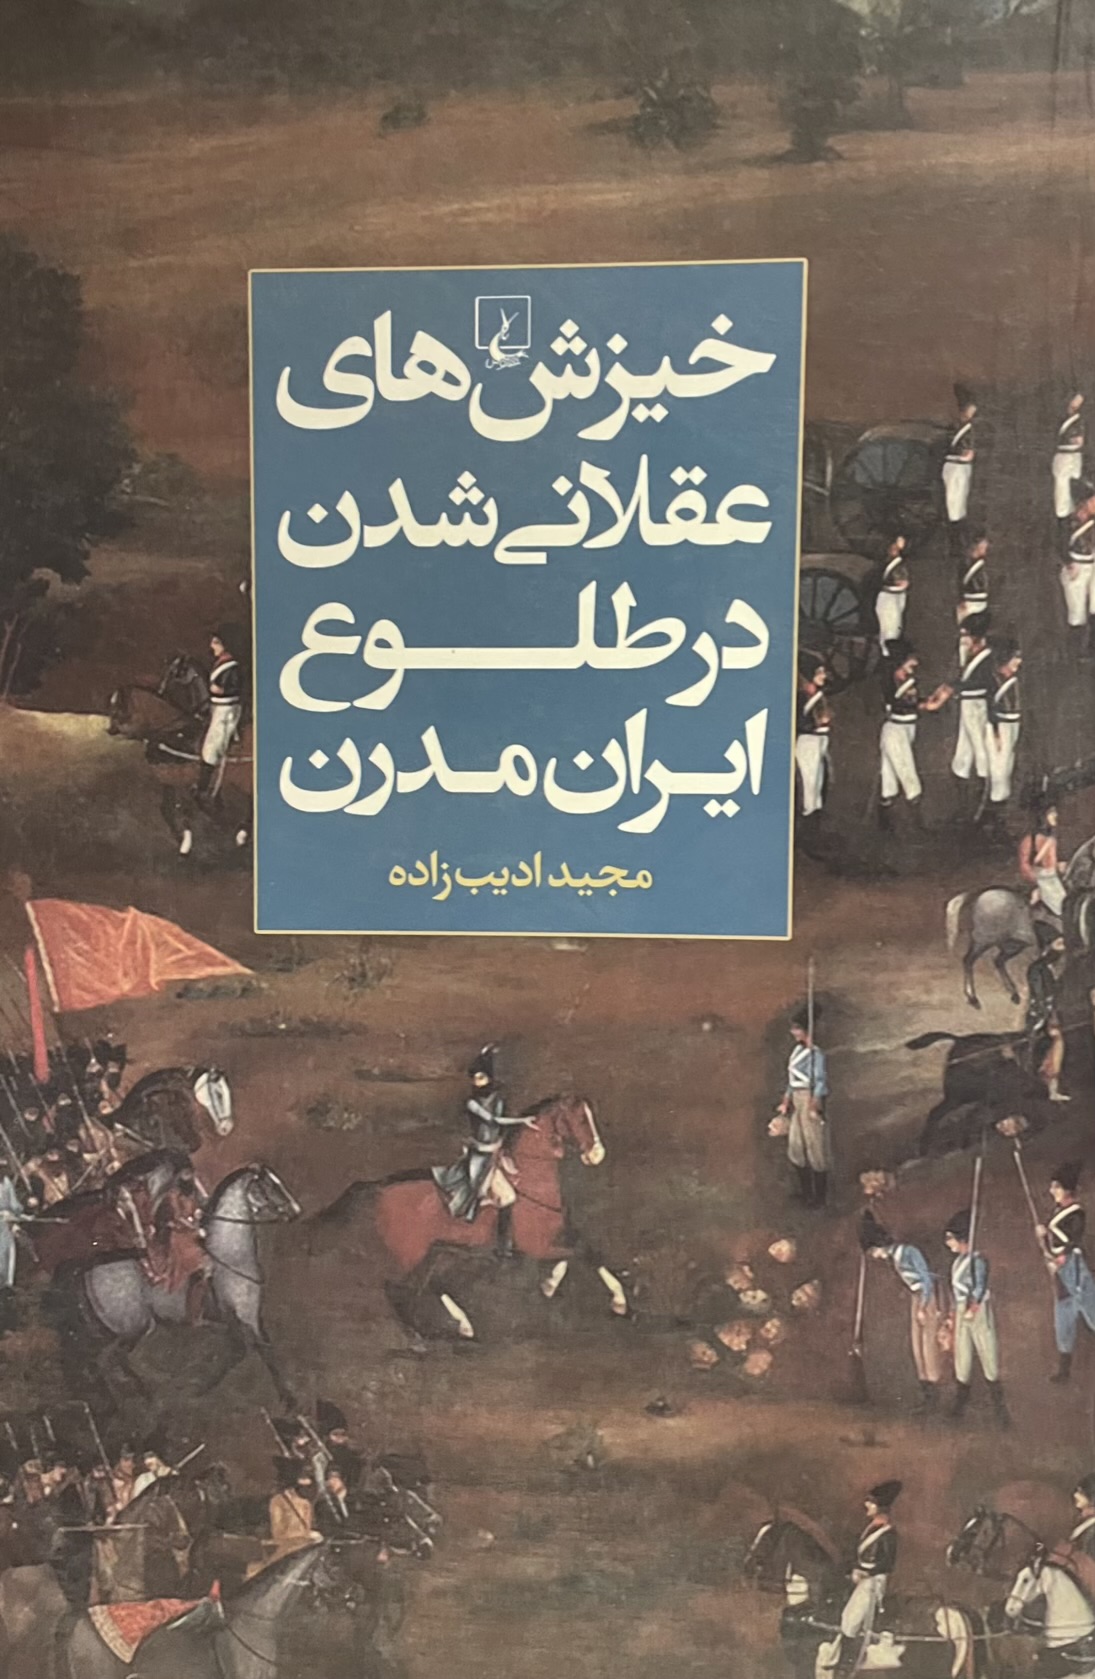 خیزش‌های
عقلانی شدن
در طلوع
ایران مدرن
مجید ادیب‌زاده